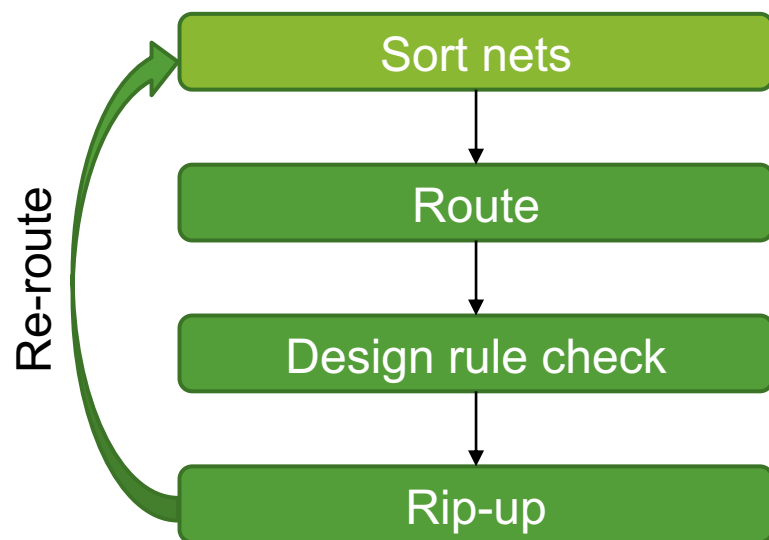 Sort nets
Route
Re-route
Design rule check
Rip-up